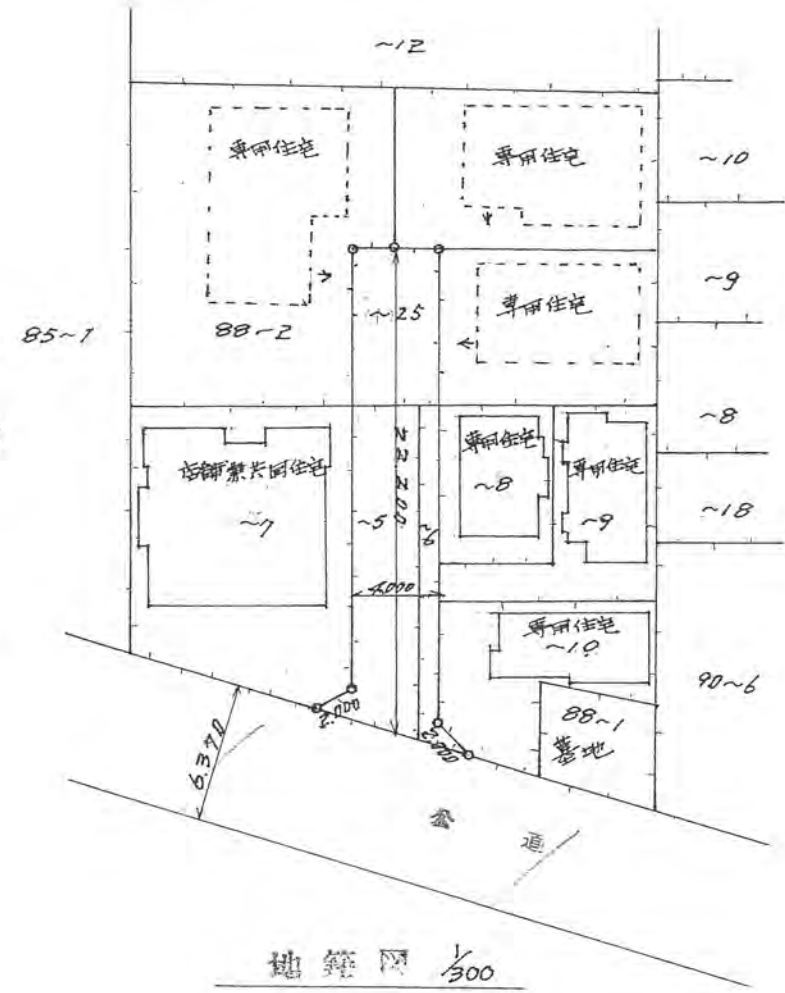 ~12
専用住宅
専用住宅
~10
専用住宅
~9
85~1
88~2
~25
~8
専用住宅
店舗兼共同住宅
~8
専用住宅
~7
~5
22.200
~6
~9
~18
4.000
専用住宅
~10
90~6
2.000
2.000
88~1
墓地
6.370
公道
地籍図 1/300